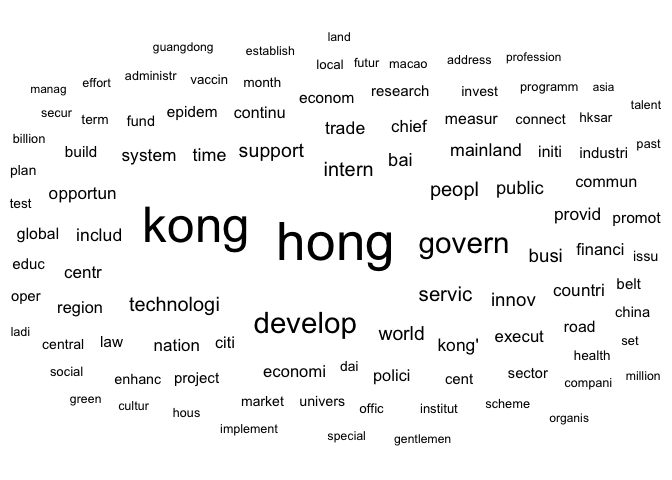 land
guangdong establish
local futur macao address profession
manag effort administr vaccin month
econom research invest programm asia
secur term fund epidem continu
trade chief measur connect hksar talent
billion build system time support
intern bai mainland initi industri past
plan opportun peopl public commun
test kong hong govern provid promot
global includ busi financi issu
educ centr
oper region technologi servic innov countri belt
china
develop world road
ladi central law nation citi kong' execut set
health
social enhanc project economi dai polici cent sector compani million
green cultur hous market univers offic institut scheme organis
implement special gentlemen